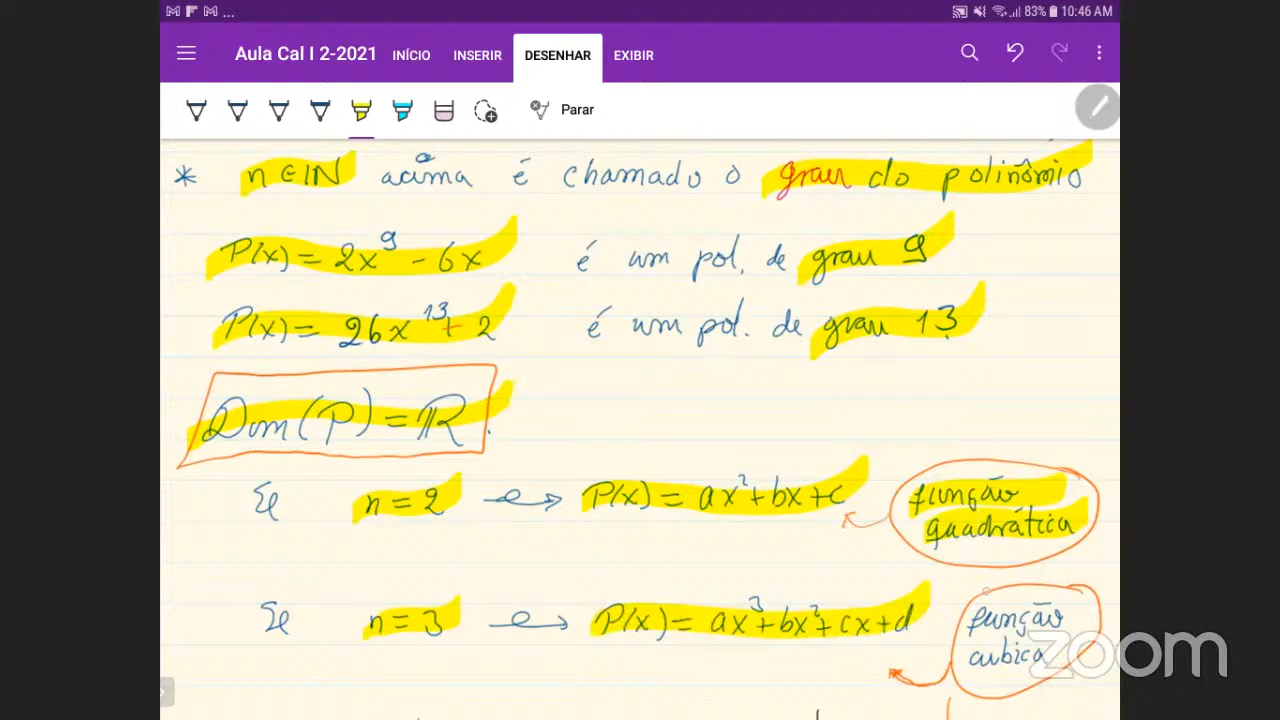 ... 83% 10:46 AM
Aula Cal I 2-2021 INÍCIO INSERIR DESENHAR EXIBIR
Parar
* n ∈ IN acima é chamado o grau do polinômio
P(x) = 2x⁹ - 6x é um pol. de grau 9
P(x) = 26x¹³ + 2 é um pol. de grau 13.
Dom(P) = ℝ.
Se n = 2 → P(x) = ax² + bx + c função
quadrática
Se n = 3 → P(x) = ax³ + bx² + cx + d função
cubica
zoom